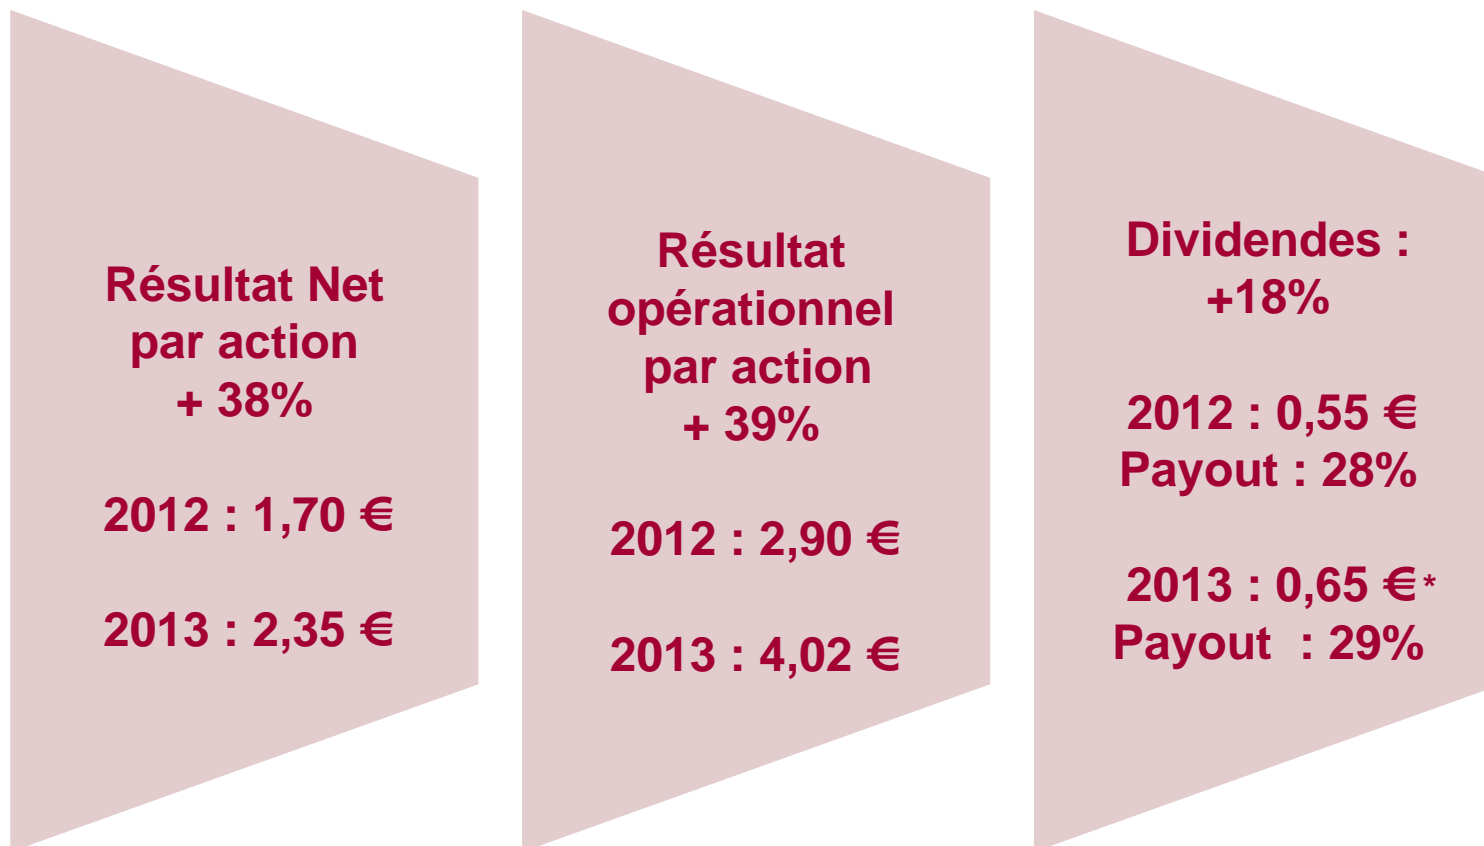 Résultat Net
par action
+ 38%
2012 : 1,70 €
2013 : 2,35 €
Résultat
opérationnel
par action
+ 39%
2012 : 2,90 €
2013 : 4,02 €
Dividendes :
+18%
2012 : 0,55 €
Payout : 28%
2013 : 0,65 €*
Payout : 29%